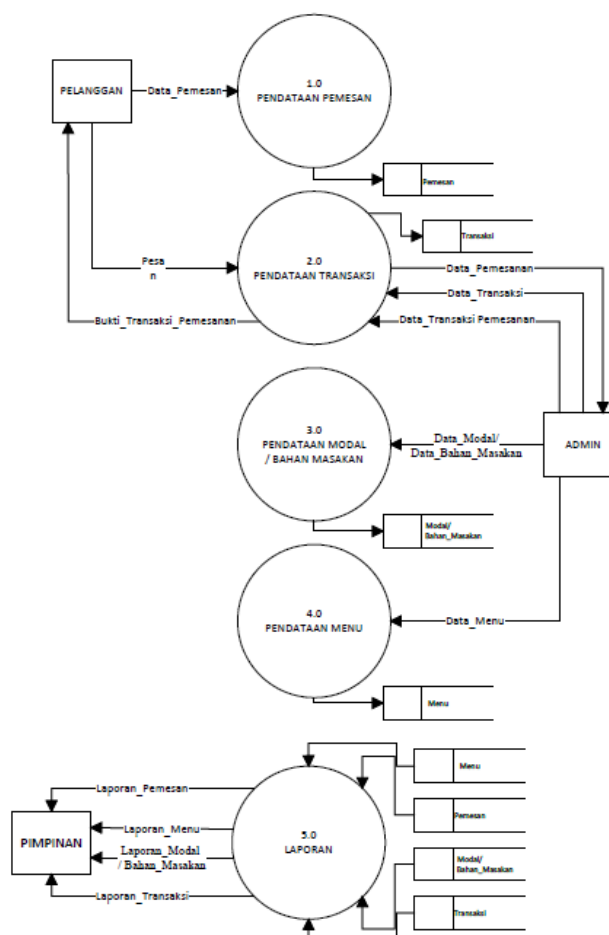 1.0
PENDATAAN PEMESAN
PELANGGAN
Data_Pemesan
Pemesan
Transaksi
2.0
PENDATAAN TRANSAKSI
Pesa
n
Data_Pemesanan
Data_Transaksi
Bukti_Transaksi_Pemesanan
Data_Transaksi Pemesanan
3.0
PENDATAAN MODAL
/ BAHAN MASAKAN
Data_Modal/
Data_Bahan_Masakan
ADMIN
Modal/
Bahan_Masakan
4.0
PENDATAAN MENU
Data_Menu
Menu
Menu
Laporan_Pemesan
Pemesan
PIMPINAN
Laporan_Menu
5.0
LAPORAN
Laporan_Modal
/ Bahan_Masakan
Modal/
Bahan_Masakan
Laporan_Transaksi
Transaksi